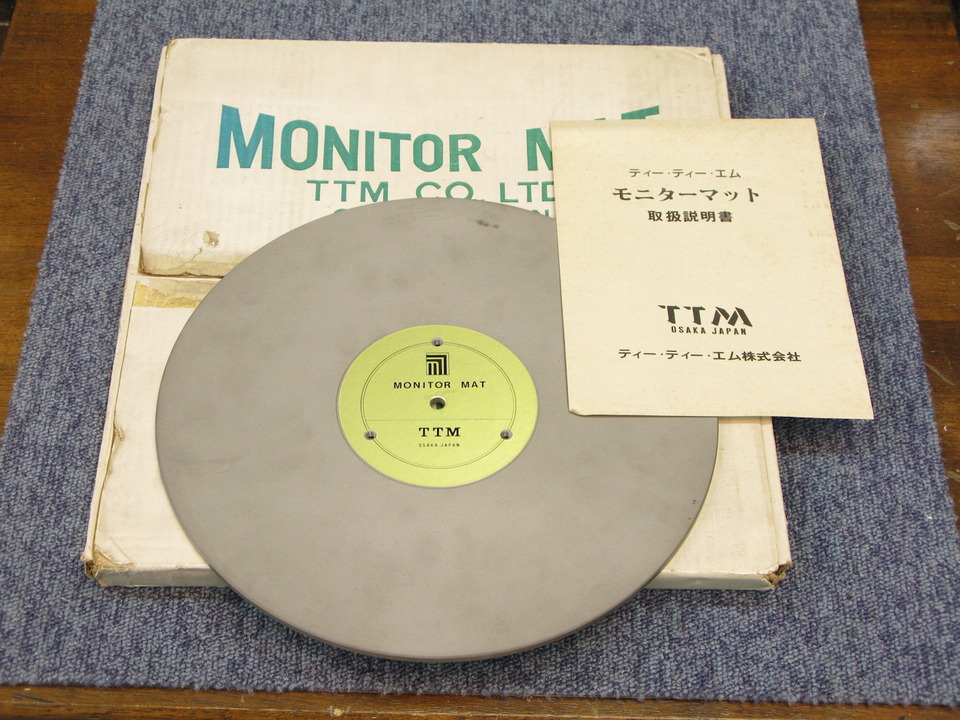 MONITOR
TTM CO. LTD
ティー・ティー・エム
モニターマット
取扱説明書
TTM
OSAKA JAPAN
ティー・ティー・エム株式会社
MONITOR MAT
TTM
OSAKA JAPAN